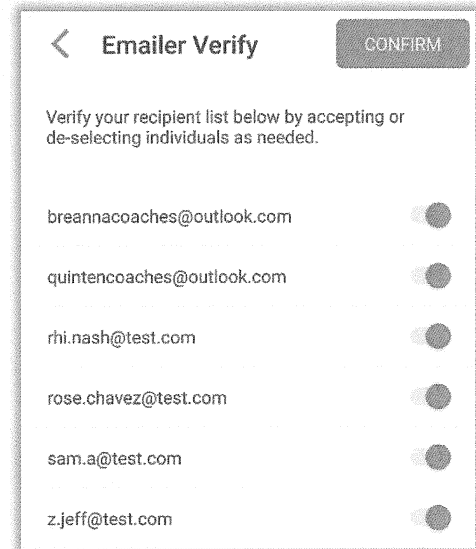 Emailer Verify
CONFIRM
Verify your recipient list below by accepting or
de-selecting individuals as needed.
breannacoaches@outlook.com
quintencoaches@outlook.com
rhi.nash@test.com
rose.chavez@test.com
sam.a@test.com
z.jeff@test.com